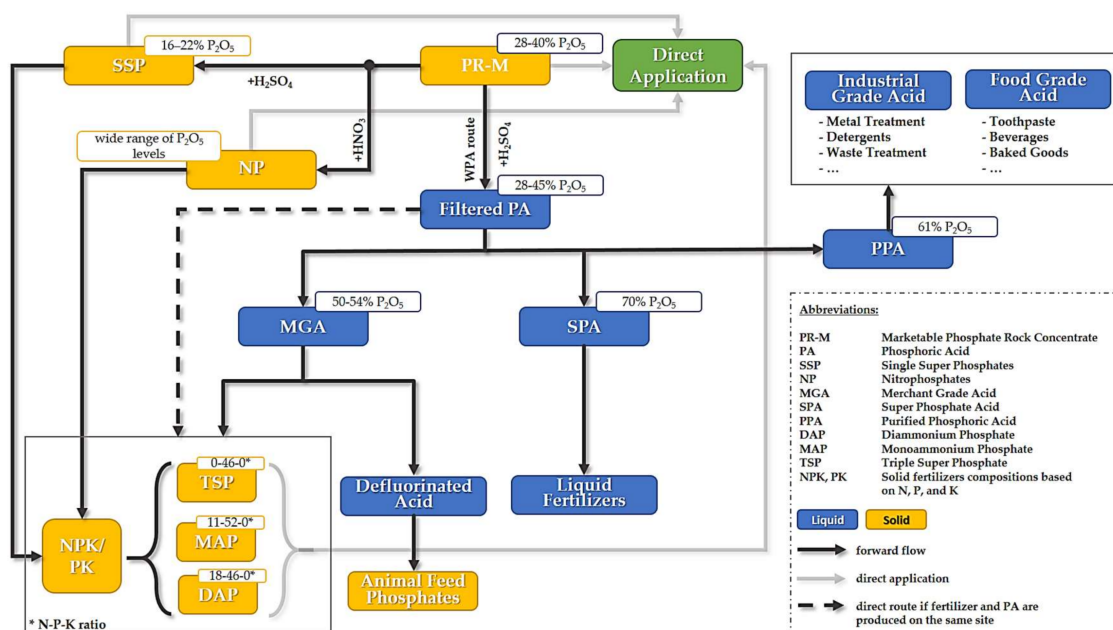 16–22% P₂O₅
SSP
28-40% P₂O₅
PR-M
Direct
Application
+H₂SO₄
+HNO₃
WPA route
+H₂SO₄
wide range of P₂O₅
levels
NP
28-45% P₂O₅
Filtered PA
Industrial
Grade Acid
- Metal Treatment
- Detergents
- Waste Treatment
- ...
Food Grade
Acid
- Toothpaste
- Beverages
- Baked Goods
- ...
61% P₂O₅
PPA
50-54% P₂O₅
MGA
70% P₂O₅
SPA
0-46-0*
TSP
11-52-0*
MAP
18-46-0*
DAP
NPK/
PK
* N-P-K ratio
Defluorinated
Acid
Liquid
Fertilizers
Animal Feed
Phosphates
Abbreviations:
PR-M Marketable Phosphate Rock Concentrate
PA Phosphoric Acid
SSP Single Super Phosphates
NP Nitrophosphates
MGA Merchant Grade Acid
SPA Super Phosphate Acid
PPA Purified Phosphoric Acid
DAP Diammonium Phosphate
MAP Monoammonium Phosphate
TSP Triple Super Phosphate
NPK, PK Solid fertilizers compositions based
on N, P, and K
Liquid Solid
forward flow
direct application
direct route if fertilizer and PA are
produced on the same site